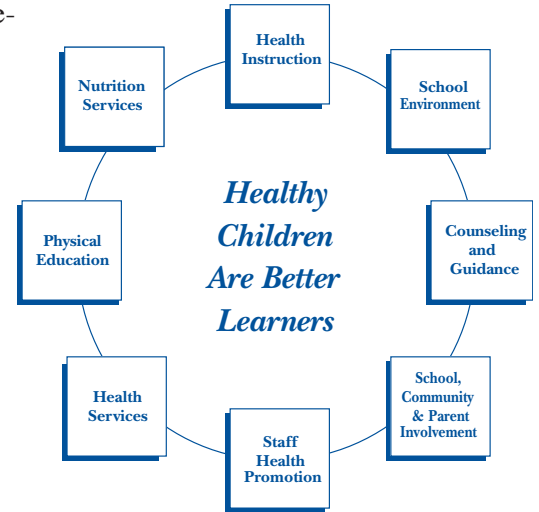 e-
Health
Instruction
School
Environment
Counseling
and
Guidance
School,
Community
& Parent
Involvement
Staff
Health
Promotion
Health
Services
Physical
Education
Nutrition
Services
Healthy
Children
Are Better
Learners